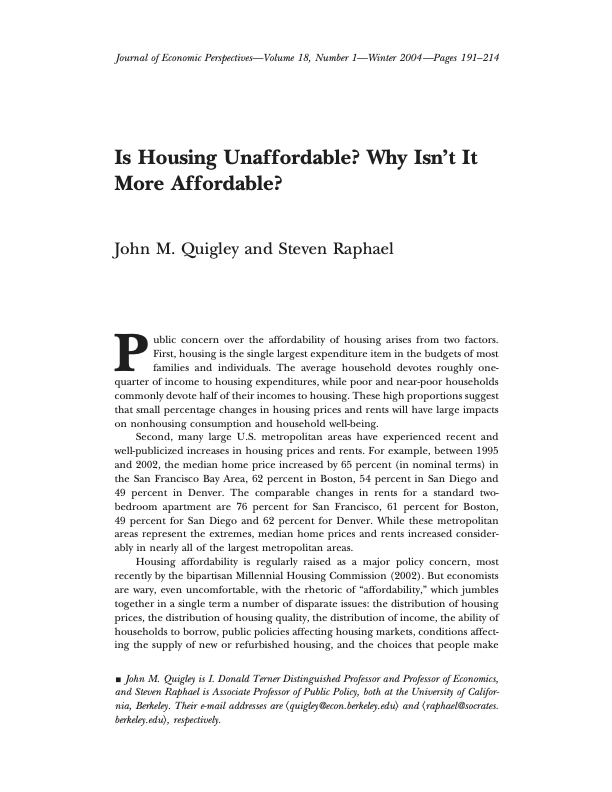 Journal of Economic Perspectives—Volume 18, Number 1—Winter 2004—Pages 191–214
Is Housing Unaffordable? Why Isn't It
More Affordable?
John M. Quigley and Steven Raphael
Public concern over the affordability of housing arises from two factors.
First, housing is the single largest expenditure item in the budgets of most
families and individuals. The average household devotes roughly one-
quarter of income to housing expenditures, while poor and near-poor households
commonly devote half of their incomes to housing. These high proportions suggest
that small percentage changes in housing prices and rents will have large impacts
on nonhousing consumption and household well-being.
Second, many large U.S. metropolitan areas have experienced recent and
well-publicized increases in housing prices and rents. For example, between 1995
and 2002, the median home price increased by 65 percent (in nominal terms) in
the San Francisco Bay Area, 62 percent in Boston, 54 percent in San Diego and
49 percent in Denver. The comparable changes in rents for a standard two-
bedroom apartment are 76 percent for San Francisco, 61 percent for Boston,
49 percent for San Diego and 62 percent for Denver. While these metropolitan
areas represent the extremes, median home prices and rents increased consider-
ably in nearly all of the largest metropolitan areas.
Housing affordability is regularly raised as a major policy concern, most
recently by the bipartisan Millennial Housing Commission (2002). But economists
are wary, even uncomfortable, with the rhetoric of "affordability," which jumbles
together in a single term a number of disparate issues: the distribution of housing
prices, the distribution of housing quality, the distribution of income, the ability of
households to borrow, public policies affecting housing markets, conditions affect-
ing the supply of new or refurbished housing, and the choices that people make
■ John M. Quigley is I. Donald Terner Distinguished Professor and Professor of Economics,
and Steven Raphael is Associate Professor of Public Policy, both at the University of Califor-
nia, Berkeley. Their e-mail addresses are ⟨quigley@econ.berkeley.edu⟩ and ⟨raphael@socrates.
berkeley.edu⟩, respectively.